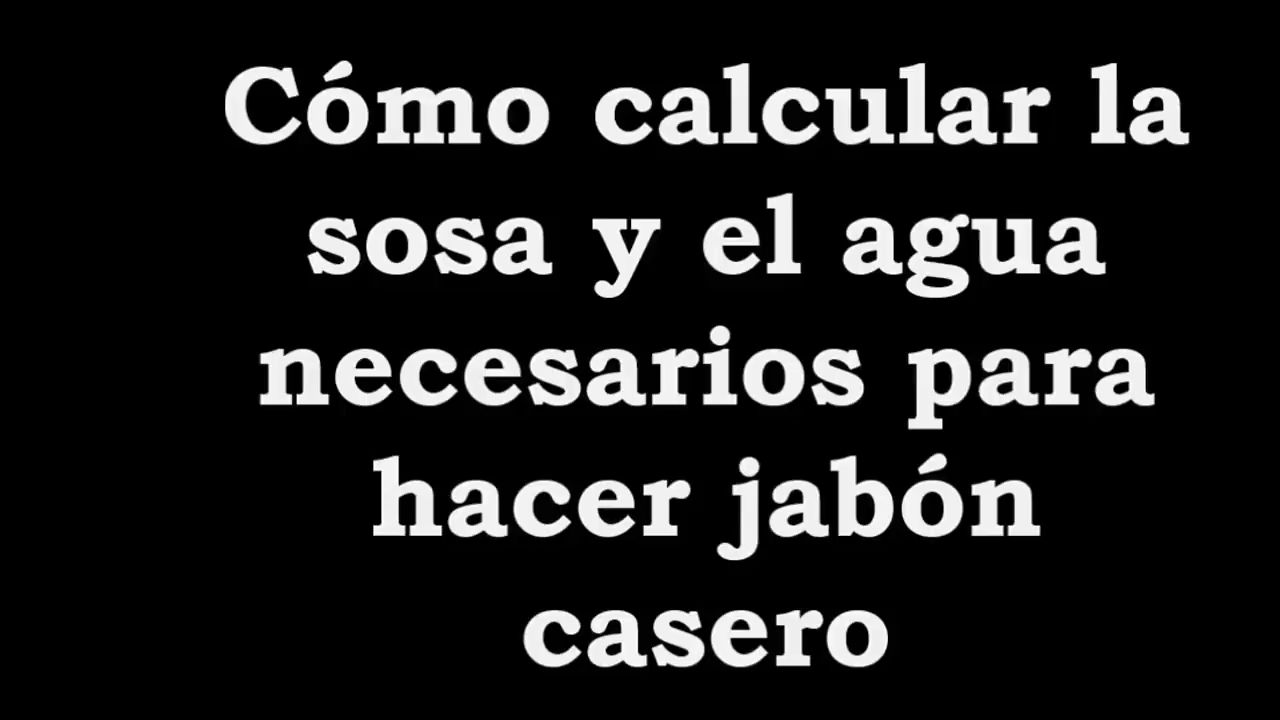 Cómo calcular la
sosa y el agua
necesarios para
hacer jabón
casero